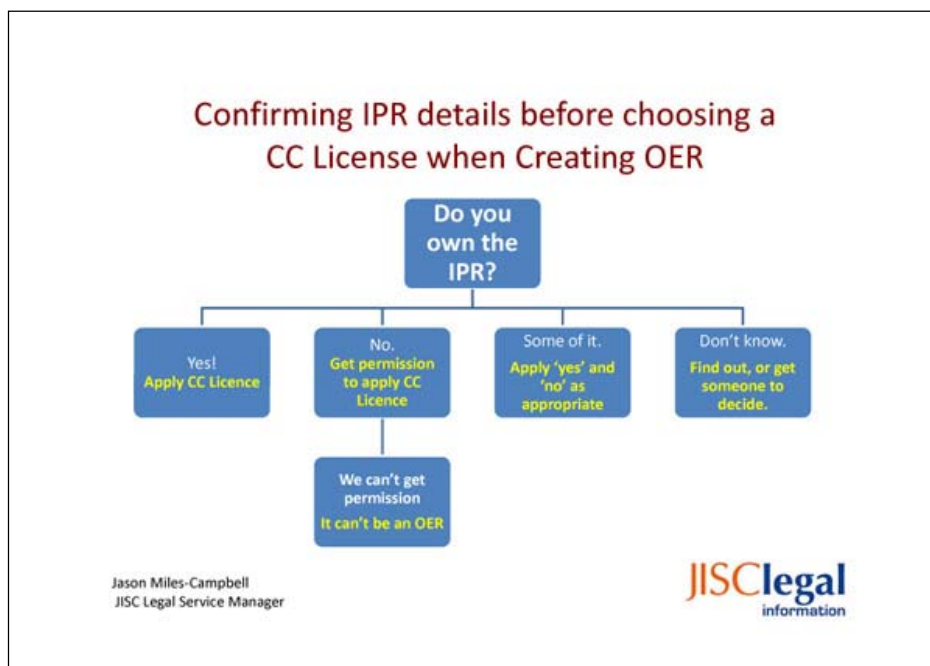 Confirming IPR details before choosing a
CC License when Creating OER
Do you
own the
IPR?
Yes!
Apply CC Licence
No.
Get permission
to apply CC
Licence
Some of it.
Apply ‘yes’ and
‘no’ as
appropriate
Don’t know.
Find out, or get
someone to
decide.
We can’t get
permission
It can’t be an OER
Jason Miles-Campbell
JISC Legal Service Manager
JISClegal
information